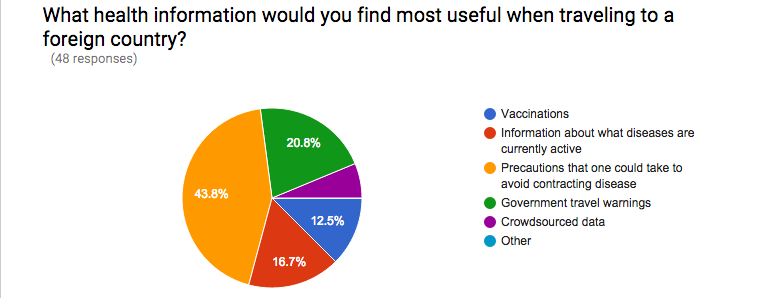 What health information would you find most useful when traveling to a
foreign country?
(48 responses)
20.8%
43.8%
12.5%
16.7%
Vaccinations
Information about what diseases are
currently active
Precautions that one could take to
avoid contracting disease
Government travel warnings
Crowdsourced data
Other